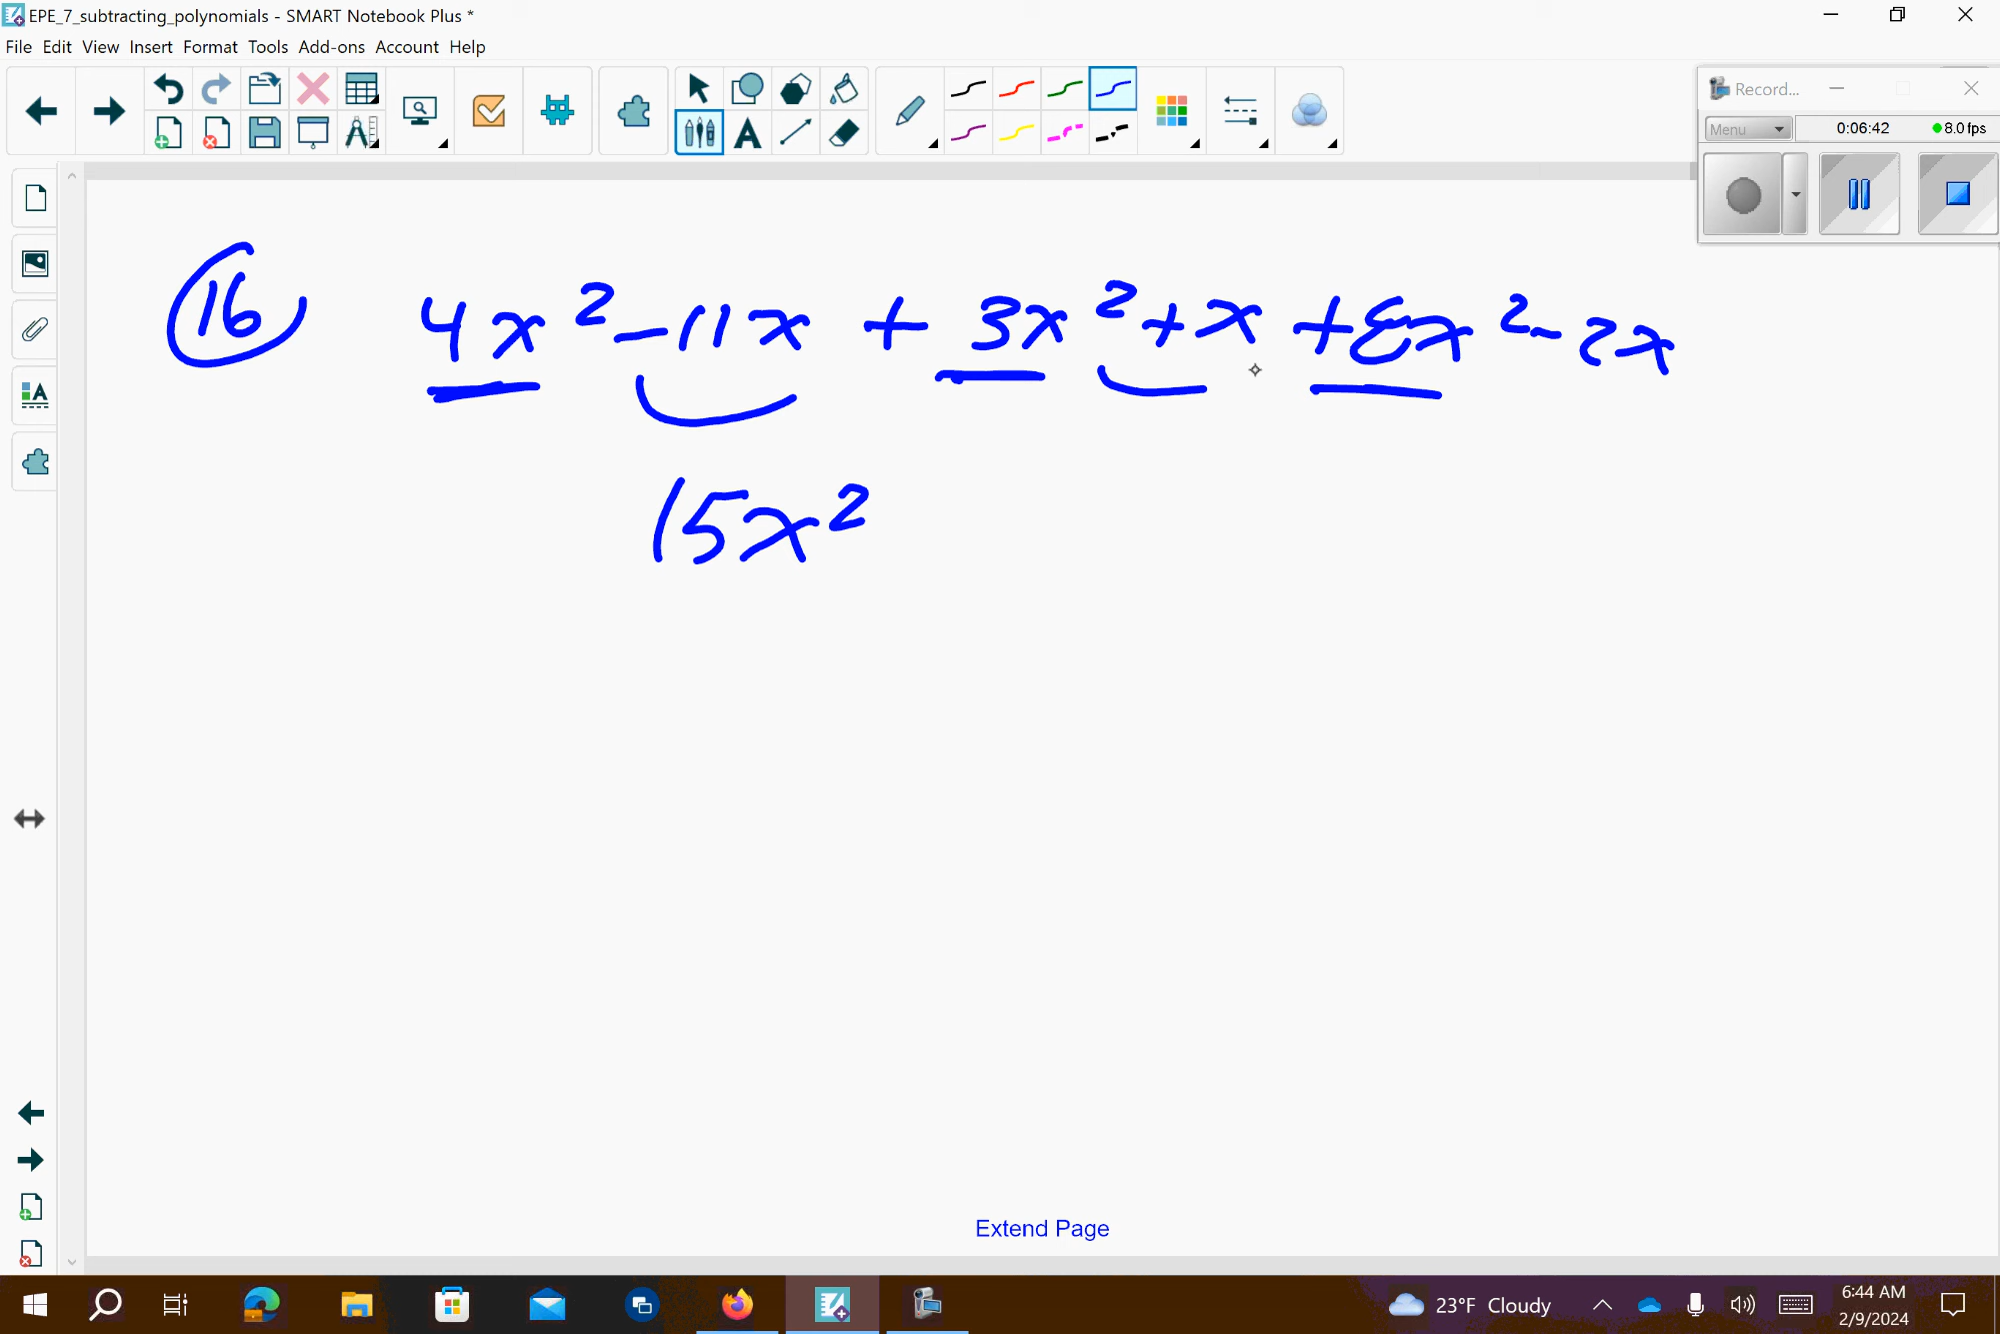 EPE_7_subtracting_polynomials - SMART Notebook Plus *
File Edit View Insert Format Tools Add-ons Account Help
Record...
Menu 0:06:42 8.0 fps
16 4x² - 11x + 3x² + x + 8x² - 2x
15x²
Extend Page
23°F Cloudy
6:44 AM
2/9/2024